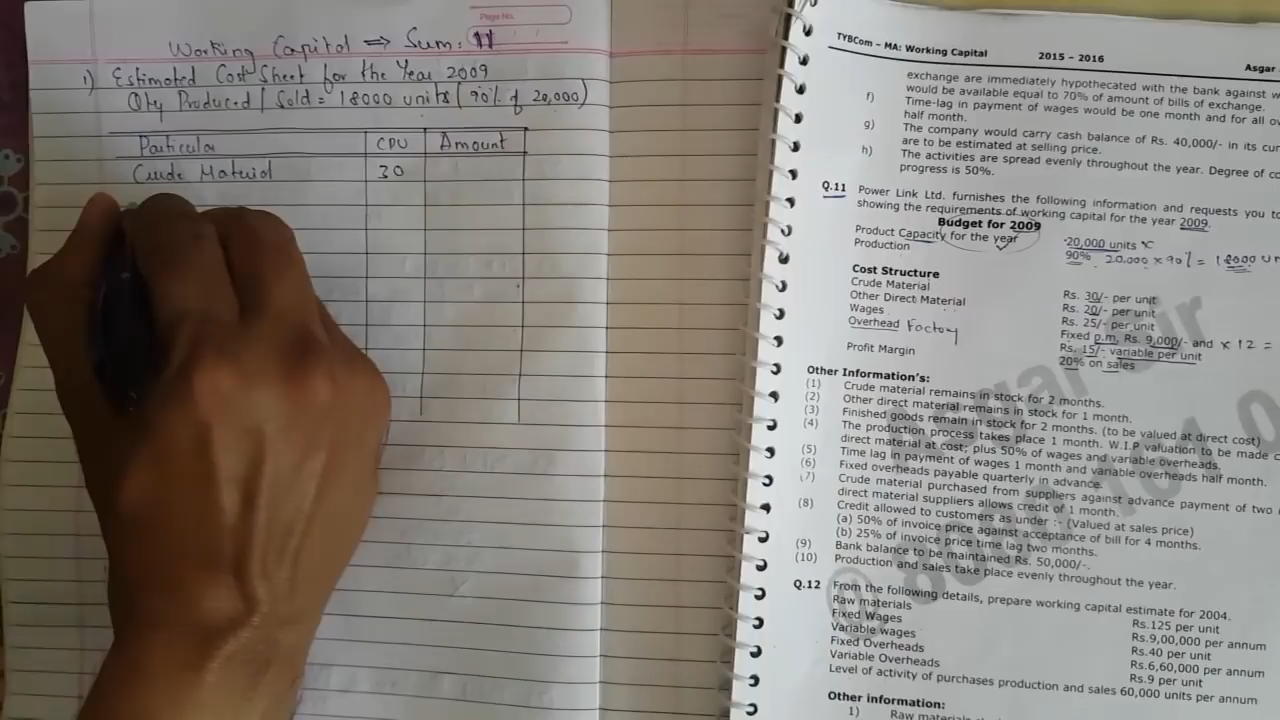 Page No.
Working Capital ⇒ Sum: 11
1) Estimated Cost Sheet for the Year 2009
Qty Produced / Sold = 18000 units (90% of 20,000)
Particular CPU Amount
Crude Material 30
TYBCom – MA: Working Capital 2015 – 2016 Asgar
exchange are immediately hypothecated with the bank against
would be available equal to 70% of amount of bills of exchange.
f) Time-lag in payment of wages would be one month and for all
half month.
g) The company would carry cash balance of Rs. 40,000/- in its
are to be estimated at selling price.
h) The activities are spread evenly throughout the year. Degree of
progress is 50%.
Q.11 Power Link Ltd. furnishes the following information and requests you
showing the requirements of working capital for the year 2009.
Budget for 2009
Product Capacity for the year 20,000 units
Production 90% 20,000 × 90% = 18000
Cost Structure
Crude Material Rs. 30/- per unit
Other Direct Material Rs. 20/- per unit
Wages Rs. 25/- per unit
Overhead Factory Fixed p.m. Rs. 9,000/- and × 12 =
Rs. 15/- variable per unit
Profit Margin 20% on sales
Other Information's:
(1) Crude material remains in stock for 2 months.
(2) Other direct material remains in stock for 1 month.
(3) Finished goods remain in stock for 2 months. (to be valued at direct cost)
(4) The production process takes place 1 month. W.I.P valuation to be made
direct material at cost; plus 50% of wages and variable overheads.
(5) Time lag in payment of wages 1 month and variable overheads half month.
(6) Fixed overheads payable quarterly in advance.
(7) Crude material purchased from suppliers against advance payment of two
direct material suppliers allows credit of 1 month.
(8) Credit allowed to customers as under :- (Valued at sales price)
(a) 50% of invoice price against acceptance of bill for 4 months.
(b) 25% of invoice price time lag two months.
(9) Bank balance to be maintained Rs. 50,000/-.
(10) Production and sales take place evenly throughout the year.
Q.12 From the following details, prepare working capital estimate for 2004.
Raw materials Rs.125 per unit
Fixed Wages Rs.9,00,000 per annum
Variable wages Rs.40 per unit
Fixed Overheads Rs.6,60,000 per annum
Variable Overheads Rs.9 per unit
Level of activity of purchases production and sales 60,000 units per annum
Other information:
1) Raw